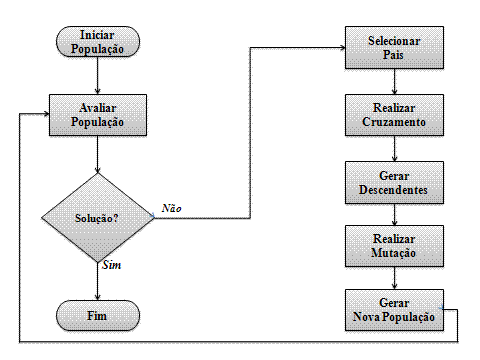 Iniciar
População
Avaliar
População
Solução?
Não
Sim
Fim
Selecionar
Pais
Realizar
Cruzamento
Gerar
Descendentes
Realizar
Mutação
Gerar
Nova População